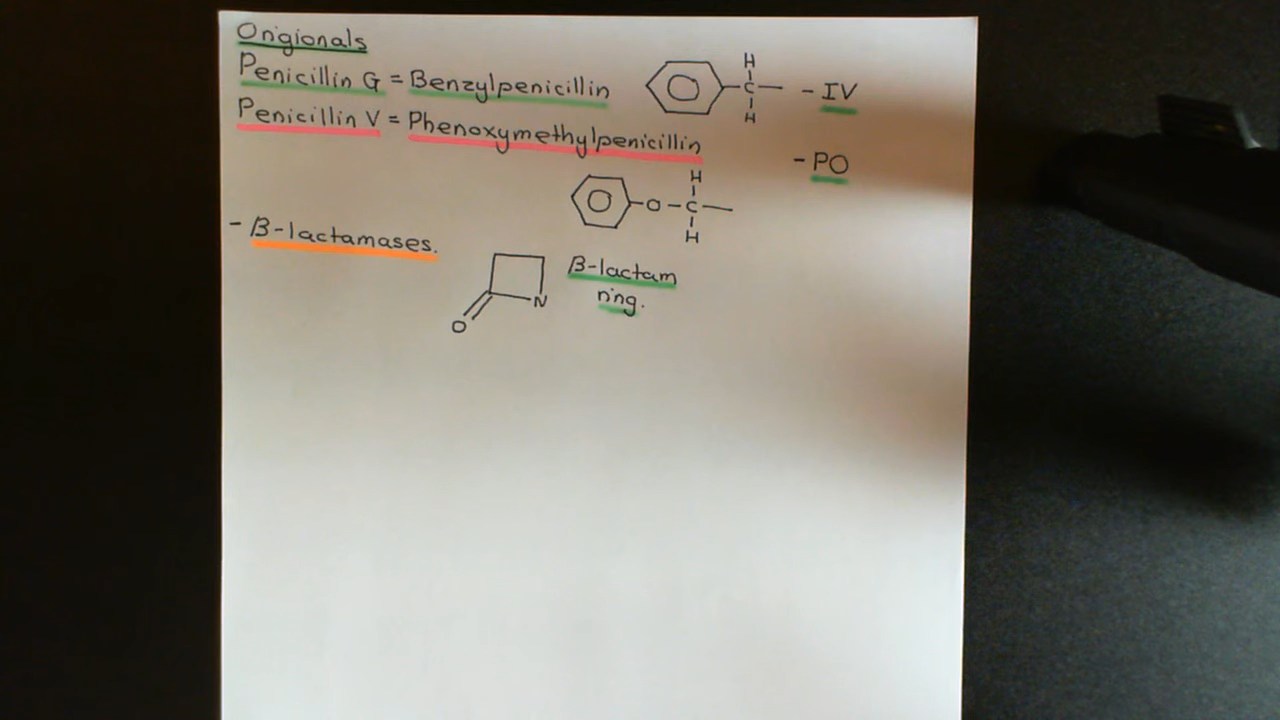 Origionals
Penicillin G = Benzylpenicillin
H
C
H
- IV
Penicillin V = Phenoxymethylpenicillin
- PO
H
O - C
H
- β-lactamases.
N
O
β-lactam
ring.